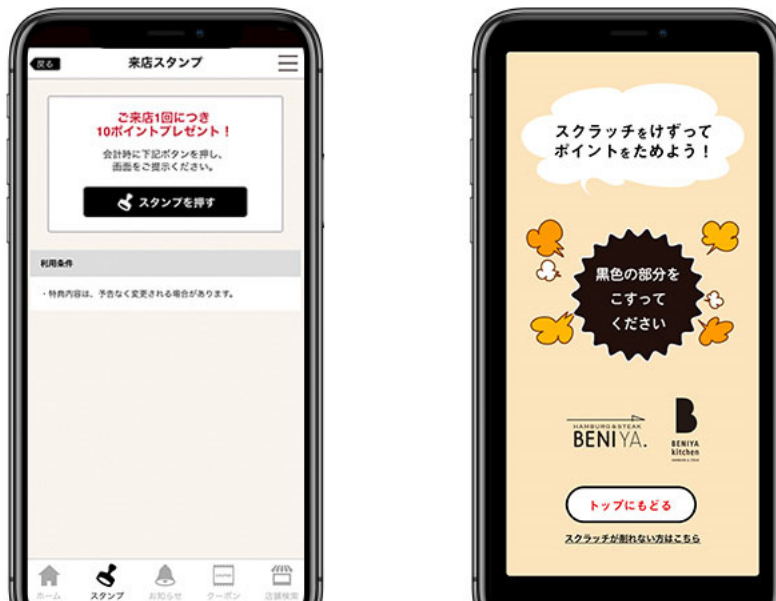 戻る
来店スタンプ
ご来店1回につき
10ポイントプレゼント！
会計時に下記ボタンを押し、
画面をご提示ください。
スタンプを押す
利用条件
・特典内容は、予告なく変更される場合があります。
ホーム
スタンプ
お知らせ
クーポン
店舗検索
スクラッチをけずって
ポイントをためよう！
黒色の部分を
こすって
ください
HAMBURG&STEAK
BENIYA.
B
BENIYA
kitchen
トップにもどる
スクラッチが削れない方はこちら